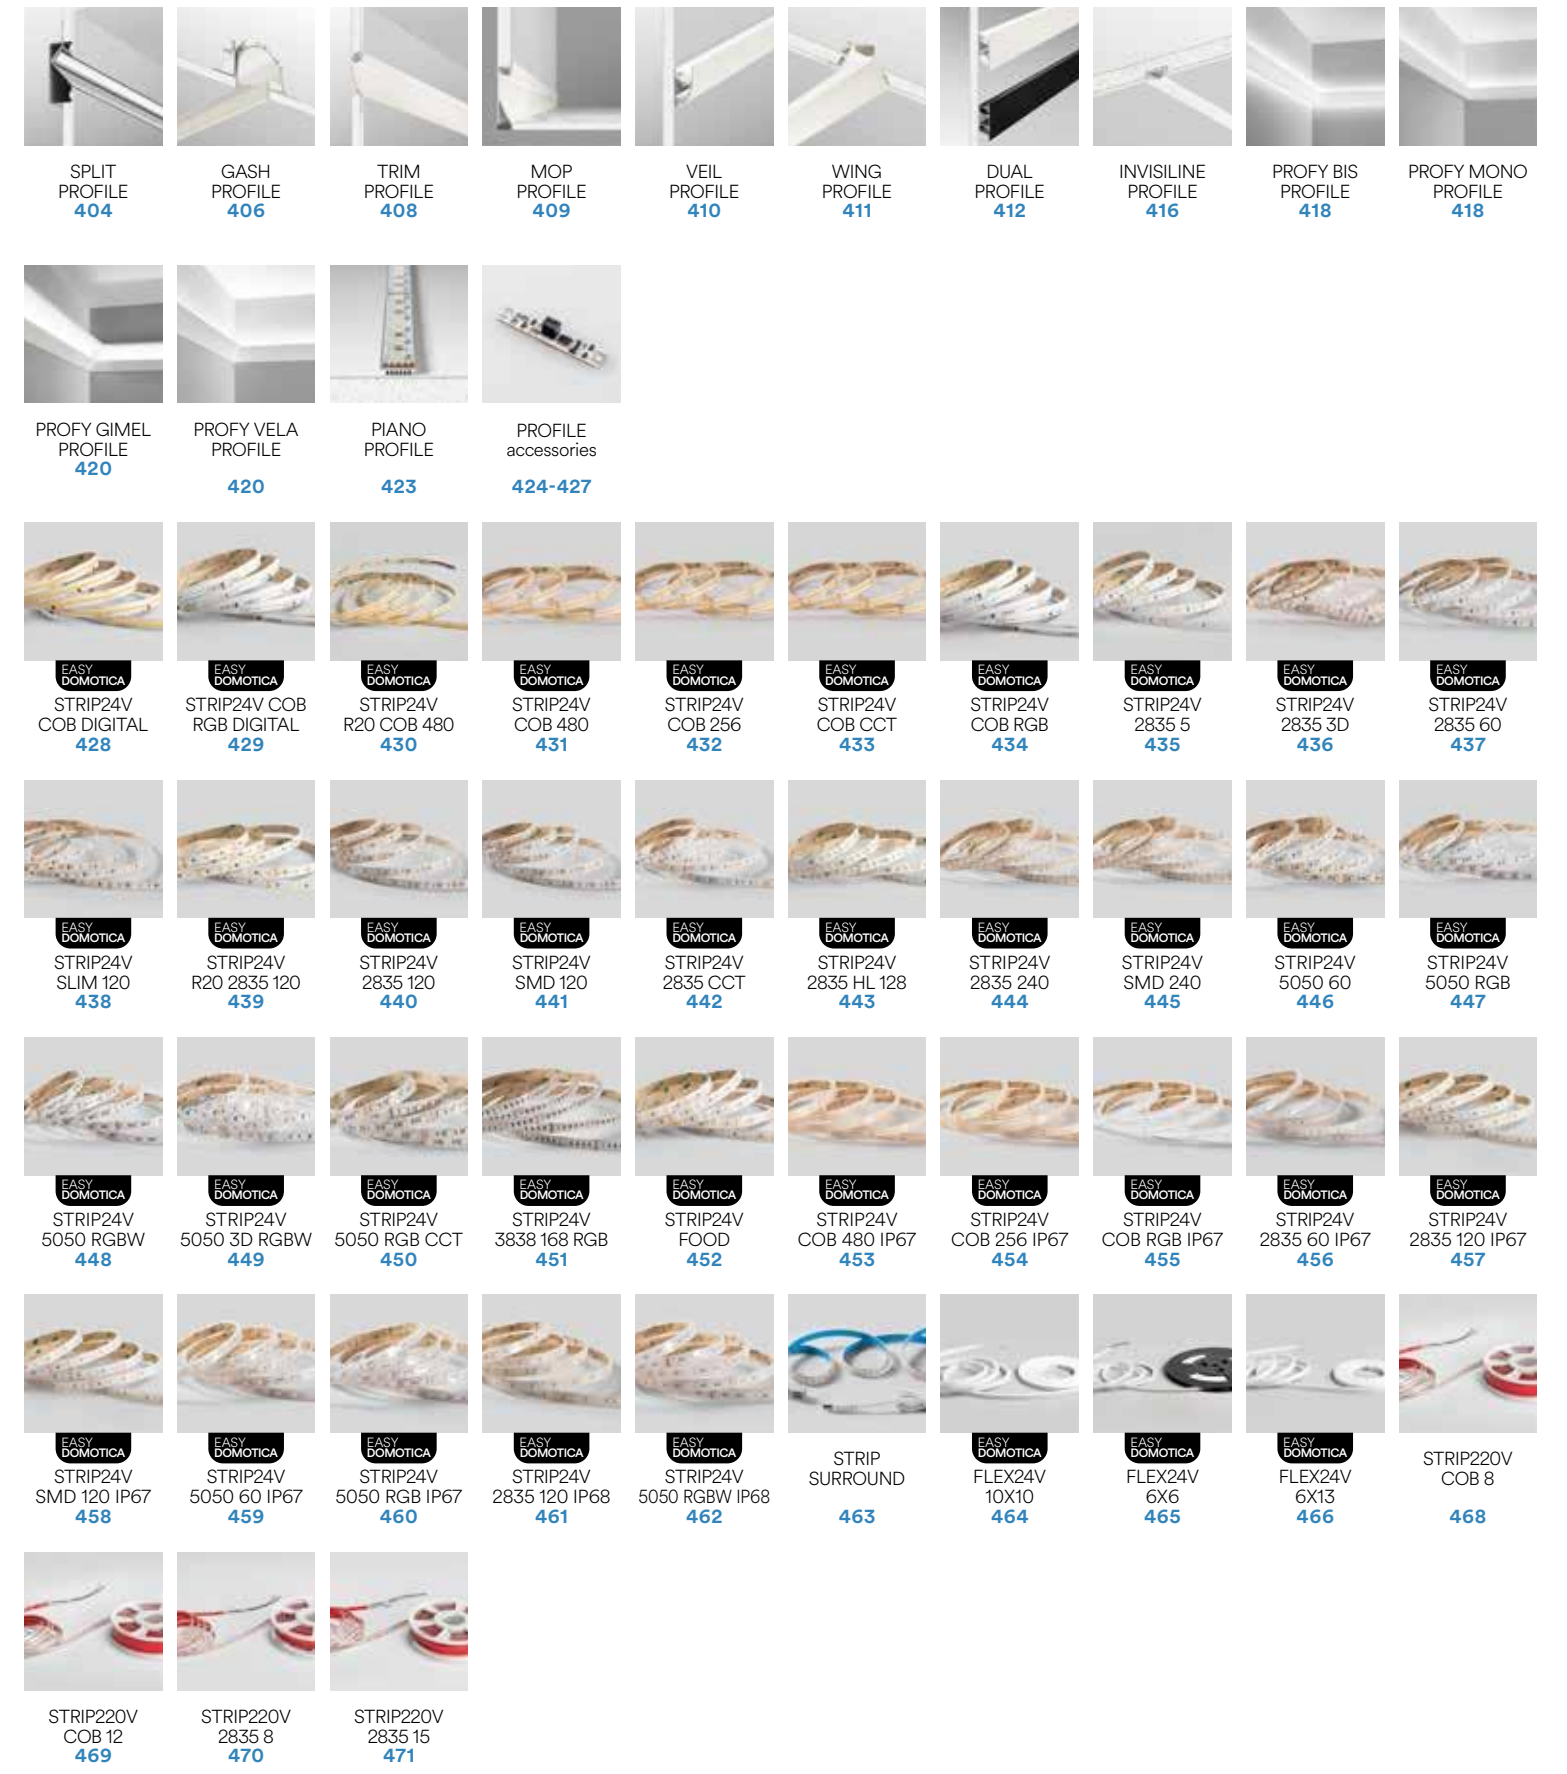 SPLIT
PROFILE
404
GASH
PROFILE
406
TRIM
PROFILE
408
MOP
PROFILE
409
VEIL
PROFILE
410
WING
PROFILE
411
DUAL
PROFILE
412
INVISILINE
PROFILE
416
PROFY BIS
PROFILE
418
PROFY MONO
PROFILE
418
PROFY GIMEL
PROFILE
420
PROFY VELA
PROFILE
420
PIANO
PROFILE
423
PROFILE
accessories
424-427
EASY
DOMOTICA
STRIP24V
COB DIGITAL
428
EASY
DOMOTICA
STRIP24V COB
RGB DIGITAL
429
EASY
DOMOTICA
STRIP24V
R20 COB 480
430
EASY
DOMOTICA
STRIP24V
COB 480
431
EASY
DOMOTICA
STRIP24V
COB 256
432
EASY
DOMOTICA
STRIP24V
COB CCT
433
EASY
DOMOTICA
STRIP24V
COB RGB
434
EASY
DOMOTICA
STRIP24V
2835 5
435
EASY
DOMOTICA
STRIP24V
2835 3D
436
EASY
DOMOTICA
STRIP24V
2835 60
437
EASY
DOMOTICA
STRIP24V
SLIM 120
438
EASY
DOMOTICA
STRIP24V
R20 2835 120
439
EASY
DOMOTICA
STRIP24V
2835 120
440
EASY
DOMOTICA
STRIP24V
SMD 120
441
EASY
DOMOTICA
STRIP24V
2835 CCT
442
EASY
DOMOTICA
STRIP24V
2835 HL 128
443
EASY
DOMOTICA
STRIP24V
2835 240
444
EASY
DOMOTICA
STRIP24V
SMD 240
445
EASY
DOMOTICA
STRIP24V
5050 60
446
EASY
DOMOTICA
STRIP24V
5050 RGB
447
EASY
DOMOTICA
STRIP24V
5050 RGBW
448
EASY
DOMOTICA
STRIP24V
5050 3D RGBW
449
EASY
DOMOTICA
STRIP24V
5050 RGB CCT
450
EASY
DOMOTICA
STRIP24V
3838 168 RGB
451
EASY
DOMOTICA
STRIP24V
FOOD
452
EASY
DOMOTICA
STRIP24V
COB 480 IP67
453
EASY
DOMOTICA
STRIP24V
COB 256 IP67
454
EASY
DOMOTICA
STRIP24V
COB RGB IP67
455
EASY
DOMOTICA
STRIP24V
2835 60 IP67
456
EASY
DOMOTICA
STRIP24V
2835 120 IP67
457
EASY
DOMOTICA
STRIP24V
SMD 120 IP67
458
EASY
DOMOTICA
STRIP24V
5050 60 IP67
459
EASY
DOMOTICA
STRIP24V
5050 RGB IP67
460
EASY
DOMOTICA
STRIP24V
2835 120 IP68
461
EASY
DOMOTICA
STRIP24V
5050 RGBW IP68
462
STRIP
SURROUND
463
EASY
DOMOTICA
FLEX24V
10X10
464
EASY
DOMOTICA
FLEX24V
6X6
465
EASY
DOMOTICA
FLEX24V
6X13
466
STRIP220V
COB 8
468
STRIP220V
COB 12
469
STRIP220V
2835 8
470
STRIP220V
2835 15
471